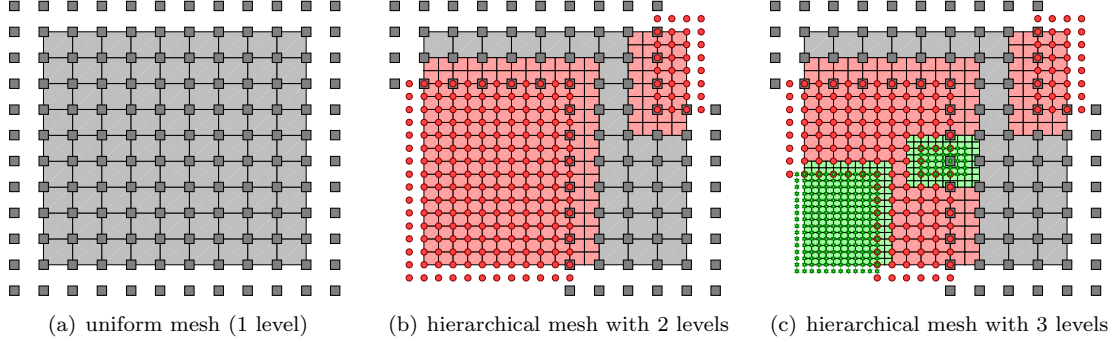 (a) uniform mesh (1 level)
(b) hierarchical mesh with 2 levels
(c) hierarchical mesh with 3 levels